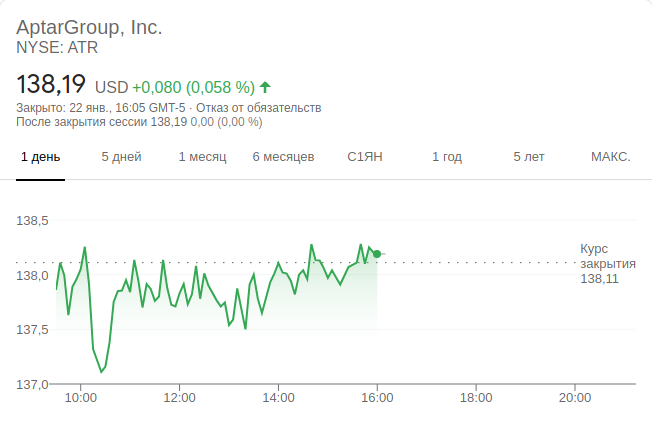 AptarGroup, Inc.
NYSE: ATR
138,19 USD +0,080 (0,058 %)
Закрыто: 22 янв., 16:05 GMT-5 · Отказ от обязательств
После закрытия сессии 138,19 0,00 (0,00 %)
1 день 5 дней 1 месяц 6 месяцев С1ЯН 1 год 5 лет МАКС.
138,5
Курс
закрытия
138,11
138,0
137,5
137,0
10:00 12:00 14:00 16:00 18:00 20:00